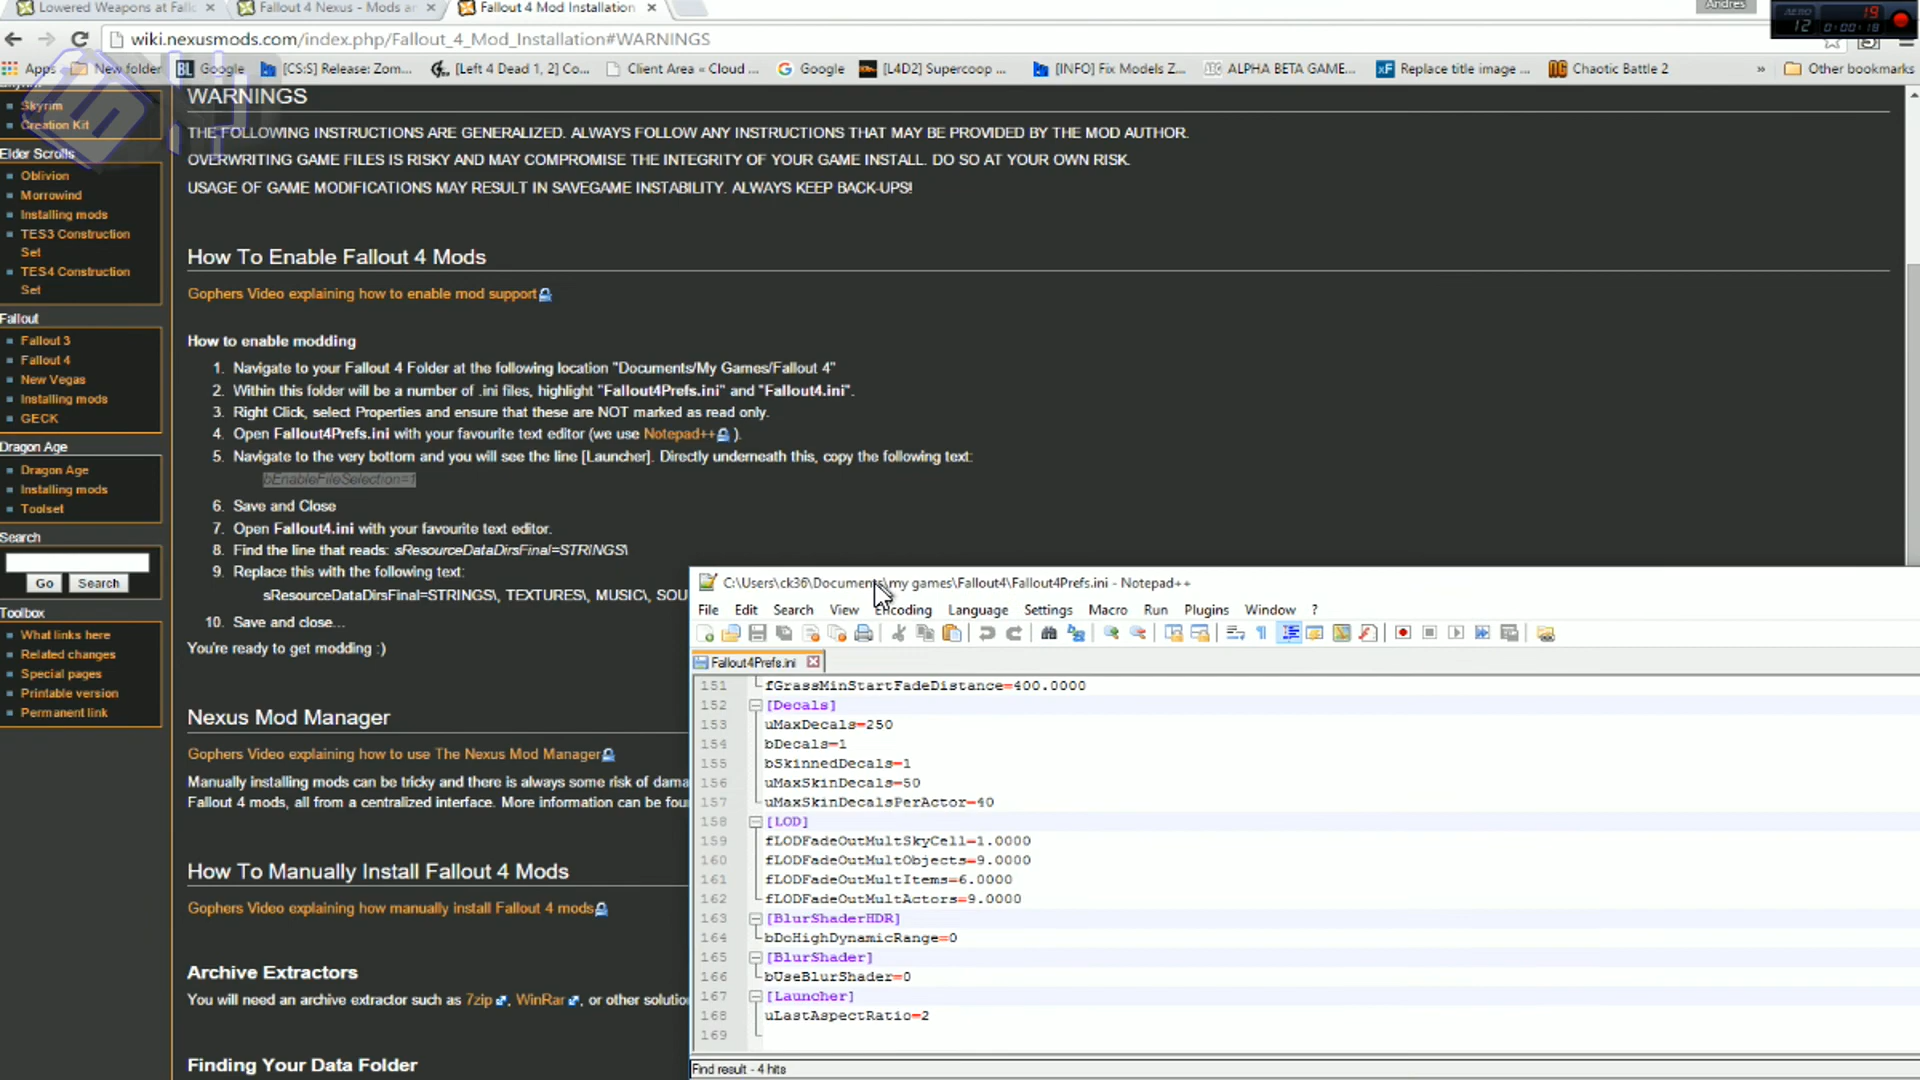 Lowered Weapons at Fall
Fallout 4 Nexus - Mods ar
Fallout 4 Mod Installation
Andres
AERO
12
19
0:00:18
wiki.nexusmods.com/index.php/Fallout_4_Mod_Installation#WARNINGS
Apps
New folder
BL
Google
[CS:S] Release: Zom...
[Left 4 Dead 1, 2] Co...
Client Area « Cloud ...
Google
[L4D2] Supercoop ...
[INFO] Fix Models Z...
ALPHA BETA GAME...
Replace title image ...
Chaotic Battle 2
»
Other bookmarks
Skyrim
Creation Kit
Elder Scrolls
Oblivion
Morrowind
Installing mods
TES3 Construction
Set
TES4 Construction
Set
Fallout
Fallout 3
Fallout 4
New Vegas
Installing mods
GECK
Dragon Age
Dragon Age
Installing mods
Toolset
Search
Go
Search
Toolbox
What links here
Related changes
Special pages
Printable version
Permanent link
WARNINGS
THE FOLLOWING INSTRUCTIONS ARE GENERALIZED. ALWAYS FOLLOW ANY INSTRUCTIONS THAT MAY BE PROVIDED BY THE MOD AUTHOR.
OVERWRITING GAME FILES IS RISKY AND MAY COMPROMISE THE INTEGRITY OF YOUR GAME INSTALL. DO SO AT YOUR OWN RISK.
USAGE OF GAME MODIFICATIONS MAY RESULT IN SAVEGAME INSTABILITY. ALWAYS KEEP BACK-UPS!
How To Enable Fallout 4 Mods
Gophers Video explaining how to enable mod support
How to enable modding
1. Navigate to your Fallout 4 Folder at the following location "Documents/My Games/Fallout 4"
2. Within this folder will be a number of .ini files, highlight "Fallout4Prefs.ini" and "Fallout4.ini".
3. Right Click, select Properties and ensure that these are NOT marked as read only.
4. Open Fallout4Prefs.ini with your favourite text editor (we use Notepad++ ).
5. Navigate to the very bottom and you will see the line [Launcher]. Directly underneath this, copy the following text:
bEnableFileSelection=1
6. Save and Close
7. Open Fallout4.ini with your favourite text editor.
8. Find the line that reads: sResourceDataDirsFinal=STRINGS\
9. Replace this with the following text:
sResourceDataDirsFinal=STRINGS\, TEXTURES\, MUSIC\, SOU
10. Save and close...
You're ready to get modding :)
Nexus Mod Manager
Gophers Video explaining how to use The Nexus Mod Manager
Manually installing mods can be tricky and there is always some risk of dama
Fallout 4 mods, all from a centralized interface. More information can be fou
How To Manually Install Fallout 4 Mods
Gophers Video explaining how manually install Fallout 4 mods
Archive Extractors
You will need an archive extractor such as 7zip , WinRar , or other solutio
Finding Your Data Folder
C:\Users\ck36\Documents\my games\Fallout4\Fallout4Prefs.ini - Notepad++
File Edit Search View Encoding Language Settings Macro Run Plugins Window ?
Fallout4Prefs.ini
151 fGrassMinStartFadeDistance=400.0000
152 [Decals]
153 uMaxDecals=250
154 bDecals=1
155 bSkinnedDecals=1
156 uMaxSkinDecals=50
157 uMaxSkinDecalsPerActor=40
158 [LOD]
159 fLODFadeOutMultSkyCell=1.0000
160 fLODFadeOutMultObjects=9.0000
161 fLODFadeOutMultItems=6.0000
162 fLODFadeOutMultActors=9.0000
163 [BlurShaderHDR]
164 bDoHighDynamicRange=0
165 [BlurShader]
166 bUseBlurShader=0
167 [Launcher]
168 uLastAspectRatio=2
169
Find result - 4 hits